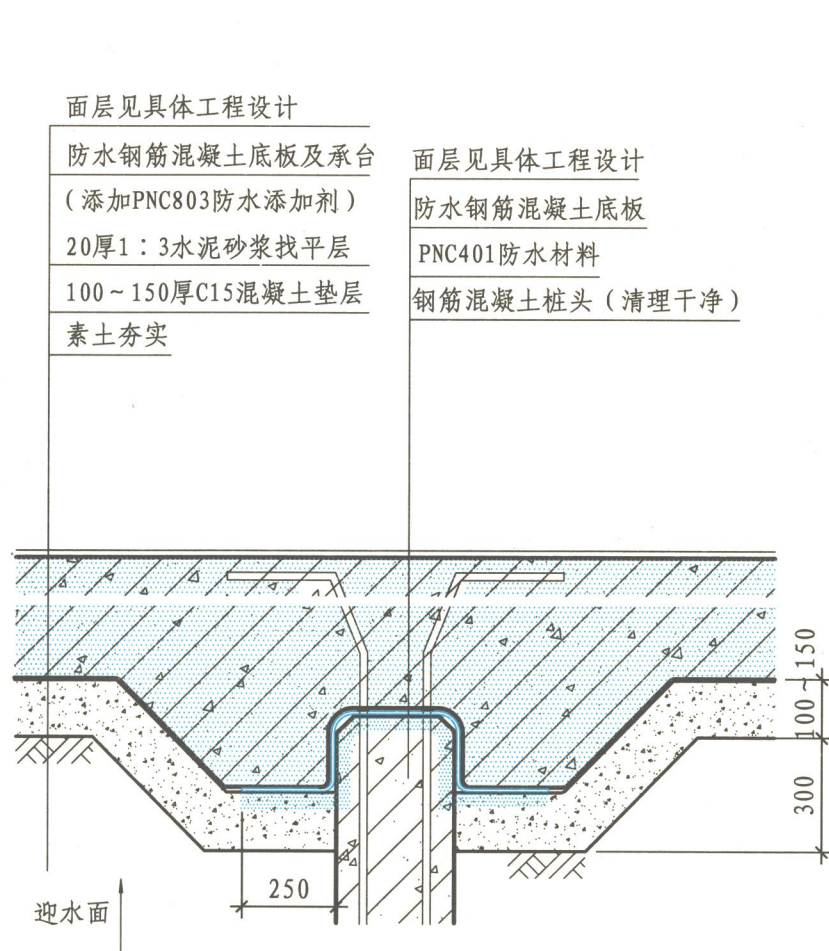 面层见具体工程设计
防水钢筋混凝土底板及承台
（添加PNC803防水添加剂）
20厚1：3水泥砂浆找平层
100～150厚C15混凝土垫层
素土夯实
面层见具体工程设计
防水钢筋混凝土底板
PNC401防水材料
钢筋混凝土桩头（清理干净）
100～150
300
250
迎水面